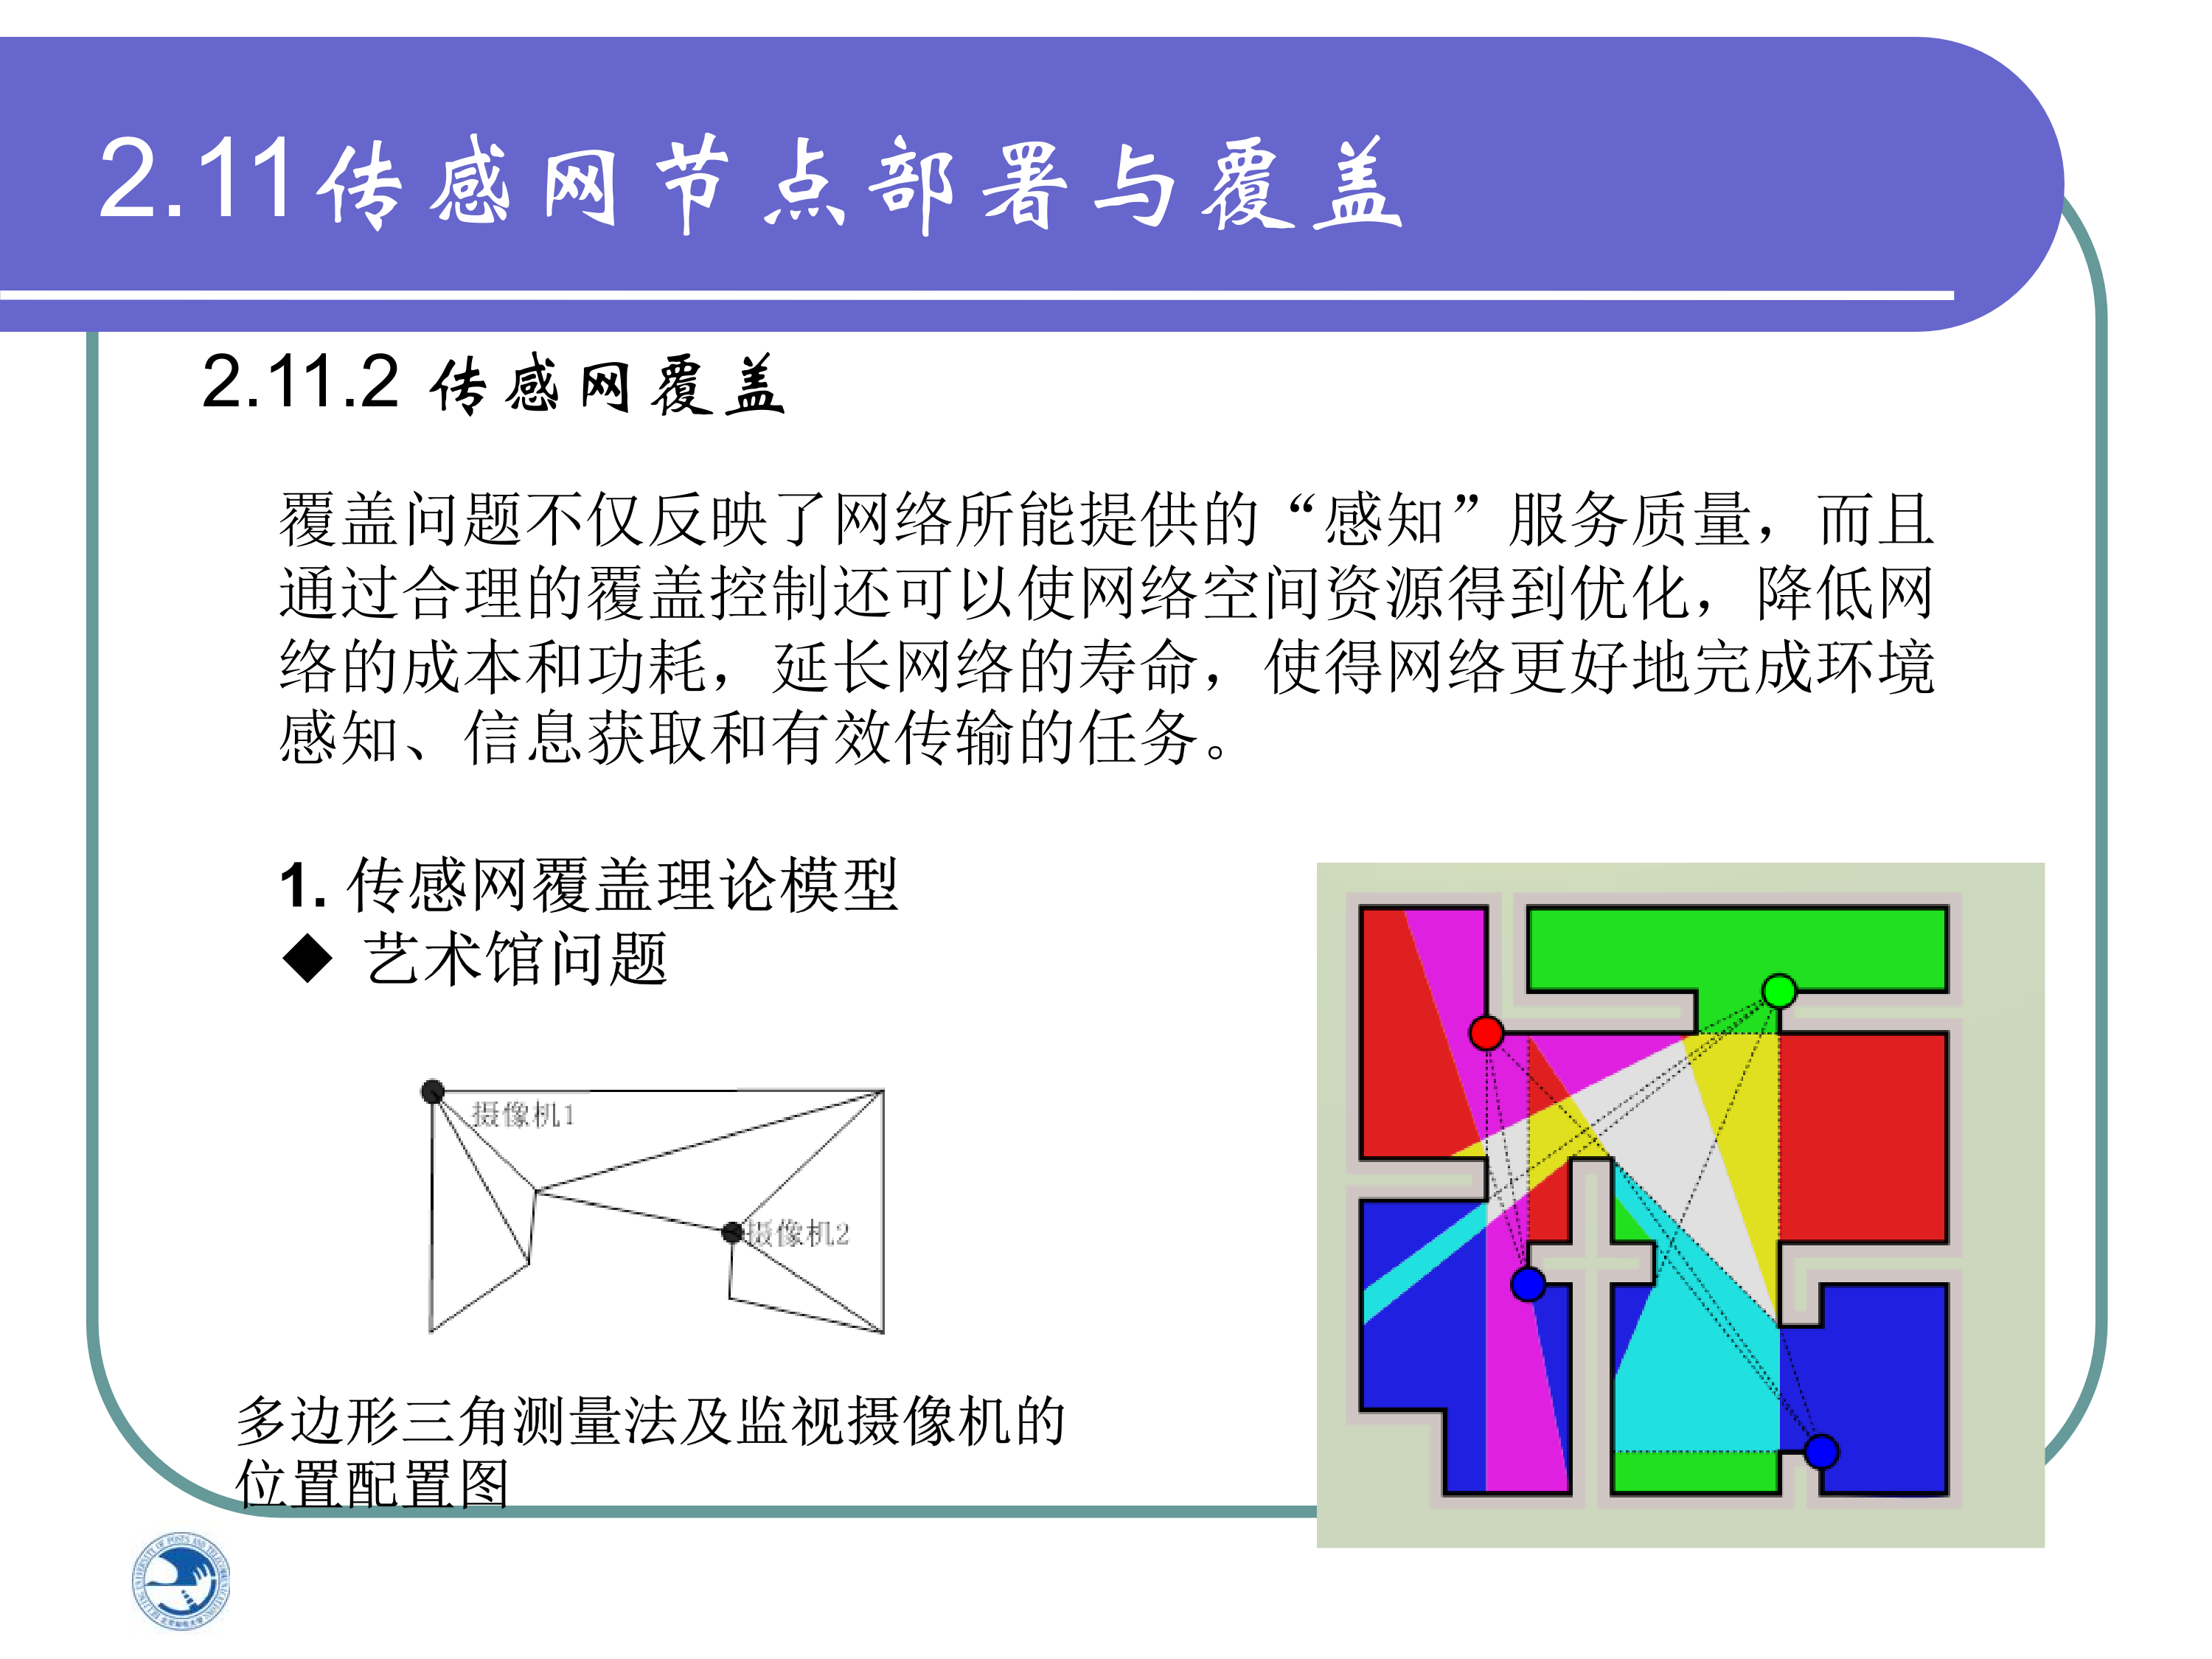 2.11传感网节点部署与覆盖
2.11.2 传感网覆盖
覆盖问题不仅反映了网络所能提供的“感知”服务质量，而且
通过合理的覆盖控制还可以使网络空间资源得到优化，降低网
络的成本和功耗，延长网络的寿命，使得网络更好地完成环境
感知、信息获取和有效传输的任务。
1. 传感网覆盖理论模型
◆ 艺术馆问题
摄像机1
摄像机2
多边形三角测量法及监视摄像机的
位置配置图